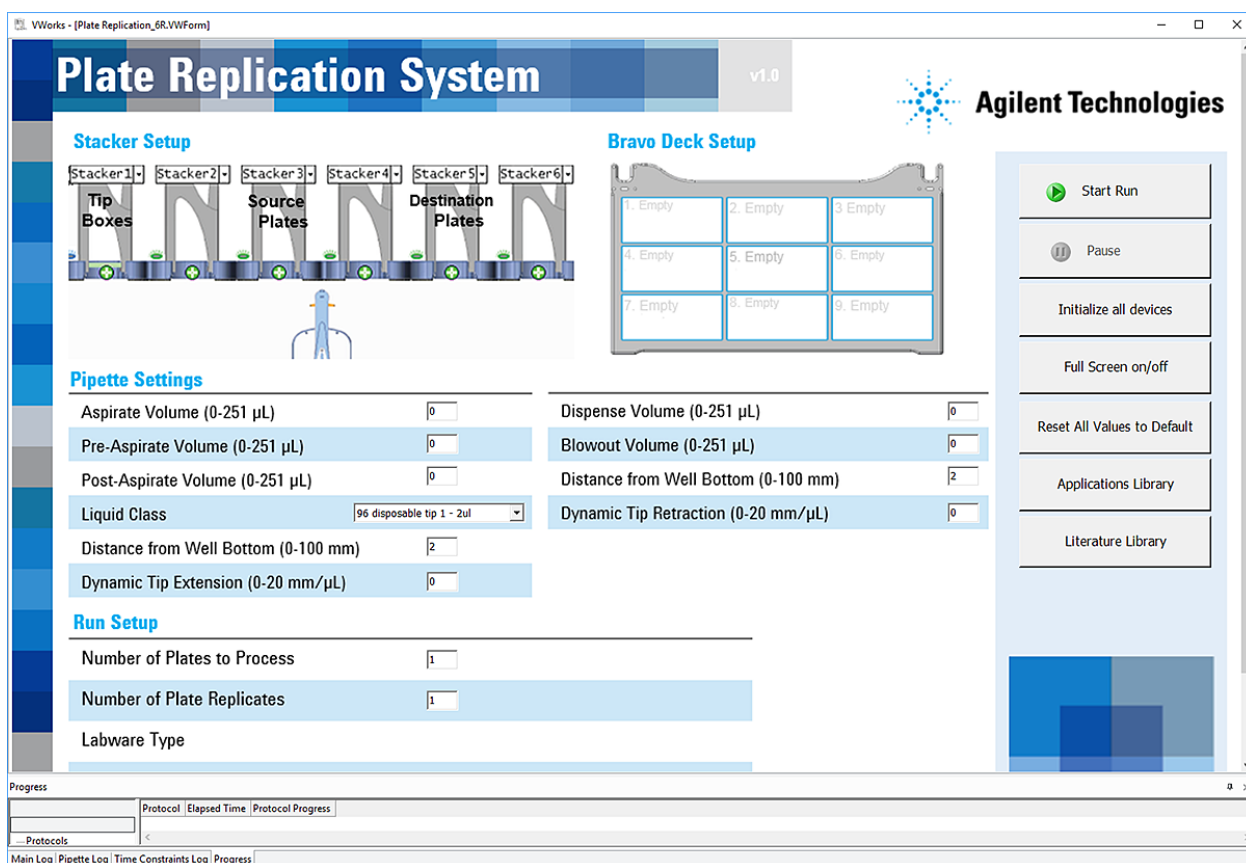 VWorks - [Plate Replication_6R.VWForm]
Plate Replication System
v1.0
Agilent Technologies
Stacker Setup
Bravo Deck Setup
Stacker1 Stacker2 Stacker3 Stacker4 Stacker5 Stacker6
Tip Boxes
Source Plates
Destination Plates
1. Empty 2. Empty 3 Empty
4. Empty 5. Empty 6. Empty
7. Empty 8. Empty 9. Empty
Start Run
Pause
Initialize all devices
Full Screen on/off
Reset All Values to Default
Applications Library
Literature Library
Pipette Settings
Aspirate Volume (0-251 µL) 0
Pre-Aspirate Volume (0-251 µL) 0
Post-Aspirate Volume (0-251 µL) 0
Liquid Class 96 disposable tip 1 - 2ul
Distance from Well Bottom (0-100 mm) 2
Dynamic Tip Extension (0-20 mm/µL) 0
Dispense Volume (0-251 µL) 0
Blowout Volume (0-251 µL) 0
Distance from Well Bottom (0-100 mm) 2
Dynamic Tip Retraction (0-20 mm/µL) 0
Run Setup
Number of Plates to Process 1
Number of Plate Replicates 1
Labware Type
Progress
Protocol Elapsed Time Protocol Progress
Protocols
Main Log Pipette Log Time Constraints Log Progress